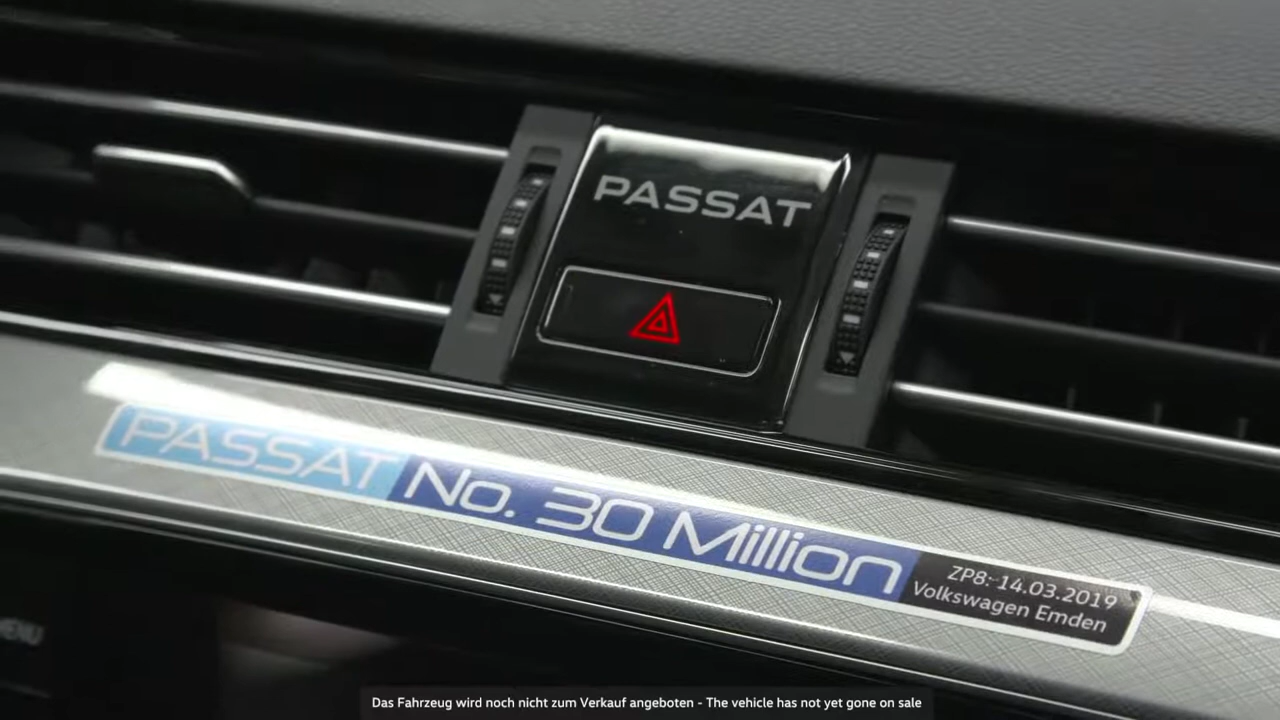 PASSAT
PASSAT No. 30 Million
ZP8: 14.03.2019
Volkswagen Emden
MENU
Das Fahrzeug wird noch nicht zum Verkauf angeboten - The vehicle has not yet gone on sale